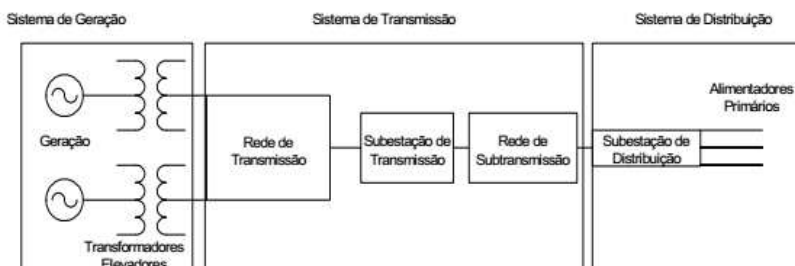 Sistema de Geração
Sistema de Transmissão
Sistema de Distribuição
Alimentadores
Primários
Geração
Rede de
Transmissão
Subestação de
Transmissão
Rede de
Subtransmissão
Subestação de
Distribuição
Transformadores
Elevadores